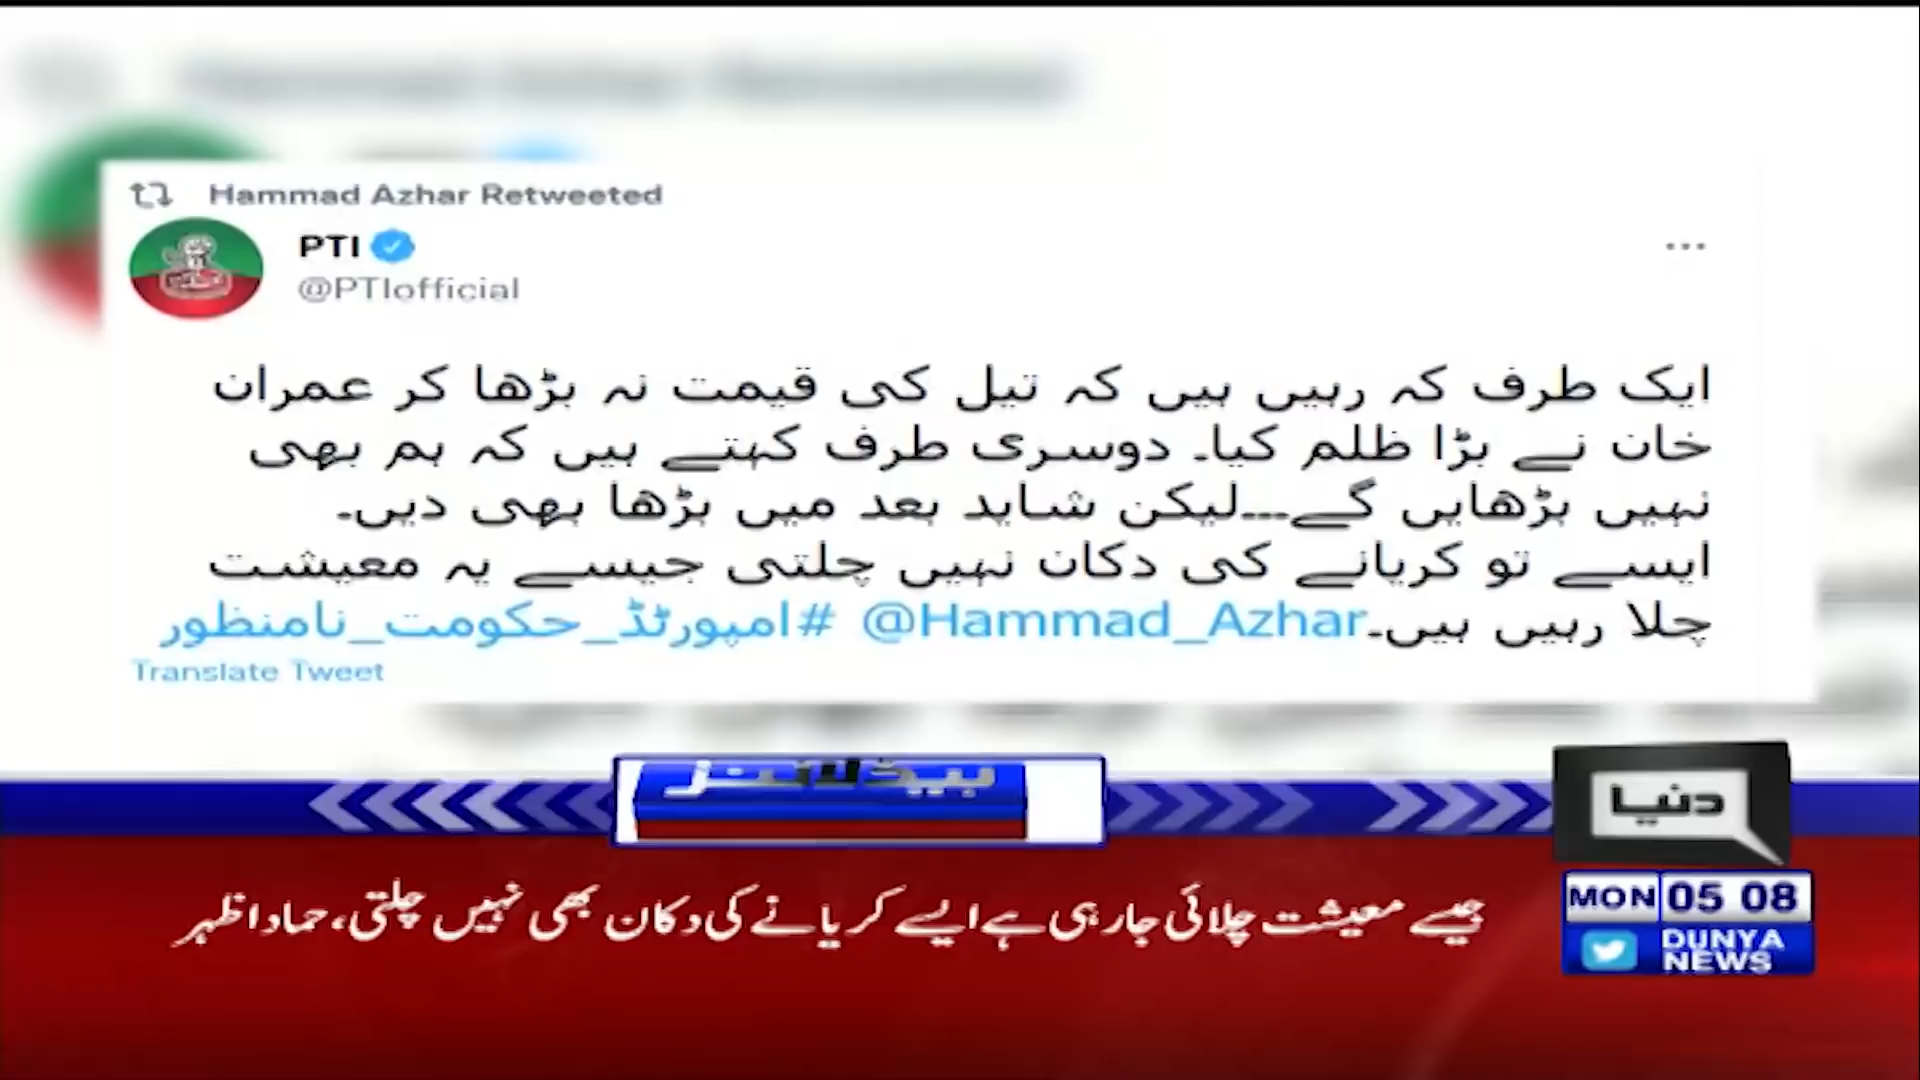 Hammad Azhar Retweeted
PTI
@PTIofficial
ایک طرف کہ رہیں ہیں کہ تیل کی قیمت نہ بڑھا کر عمران
خان نے بڑا ظلم کیا۔ دوسری طرف کہتے ہیں کہ ہم بھی
نہیں بڑھایں گے۔۔۔لیکن شاید بعد میں بڑھا بھی دیں۔
ایسے تو کریانے کی دکان نہیں چلتی جیسے یہ معیشت
چلا رہیں ہیں۔@Hammad_Azhar #امپورٹڈ_حکومت_نامنظور
Translate Tweet
ہیڈلائنز
دنیا
جیسے معیشت چلائی جارہی ہے ایسے کریانے کی دکان بھی نہیں چلتی، حماد اظہر
MON 05 08
DUNYA
NEWS